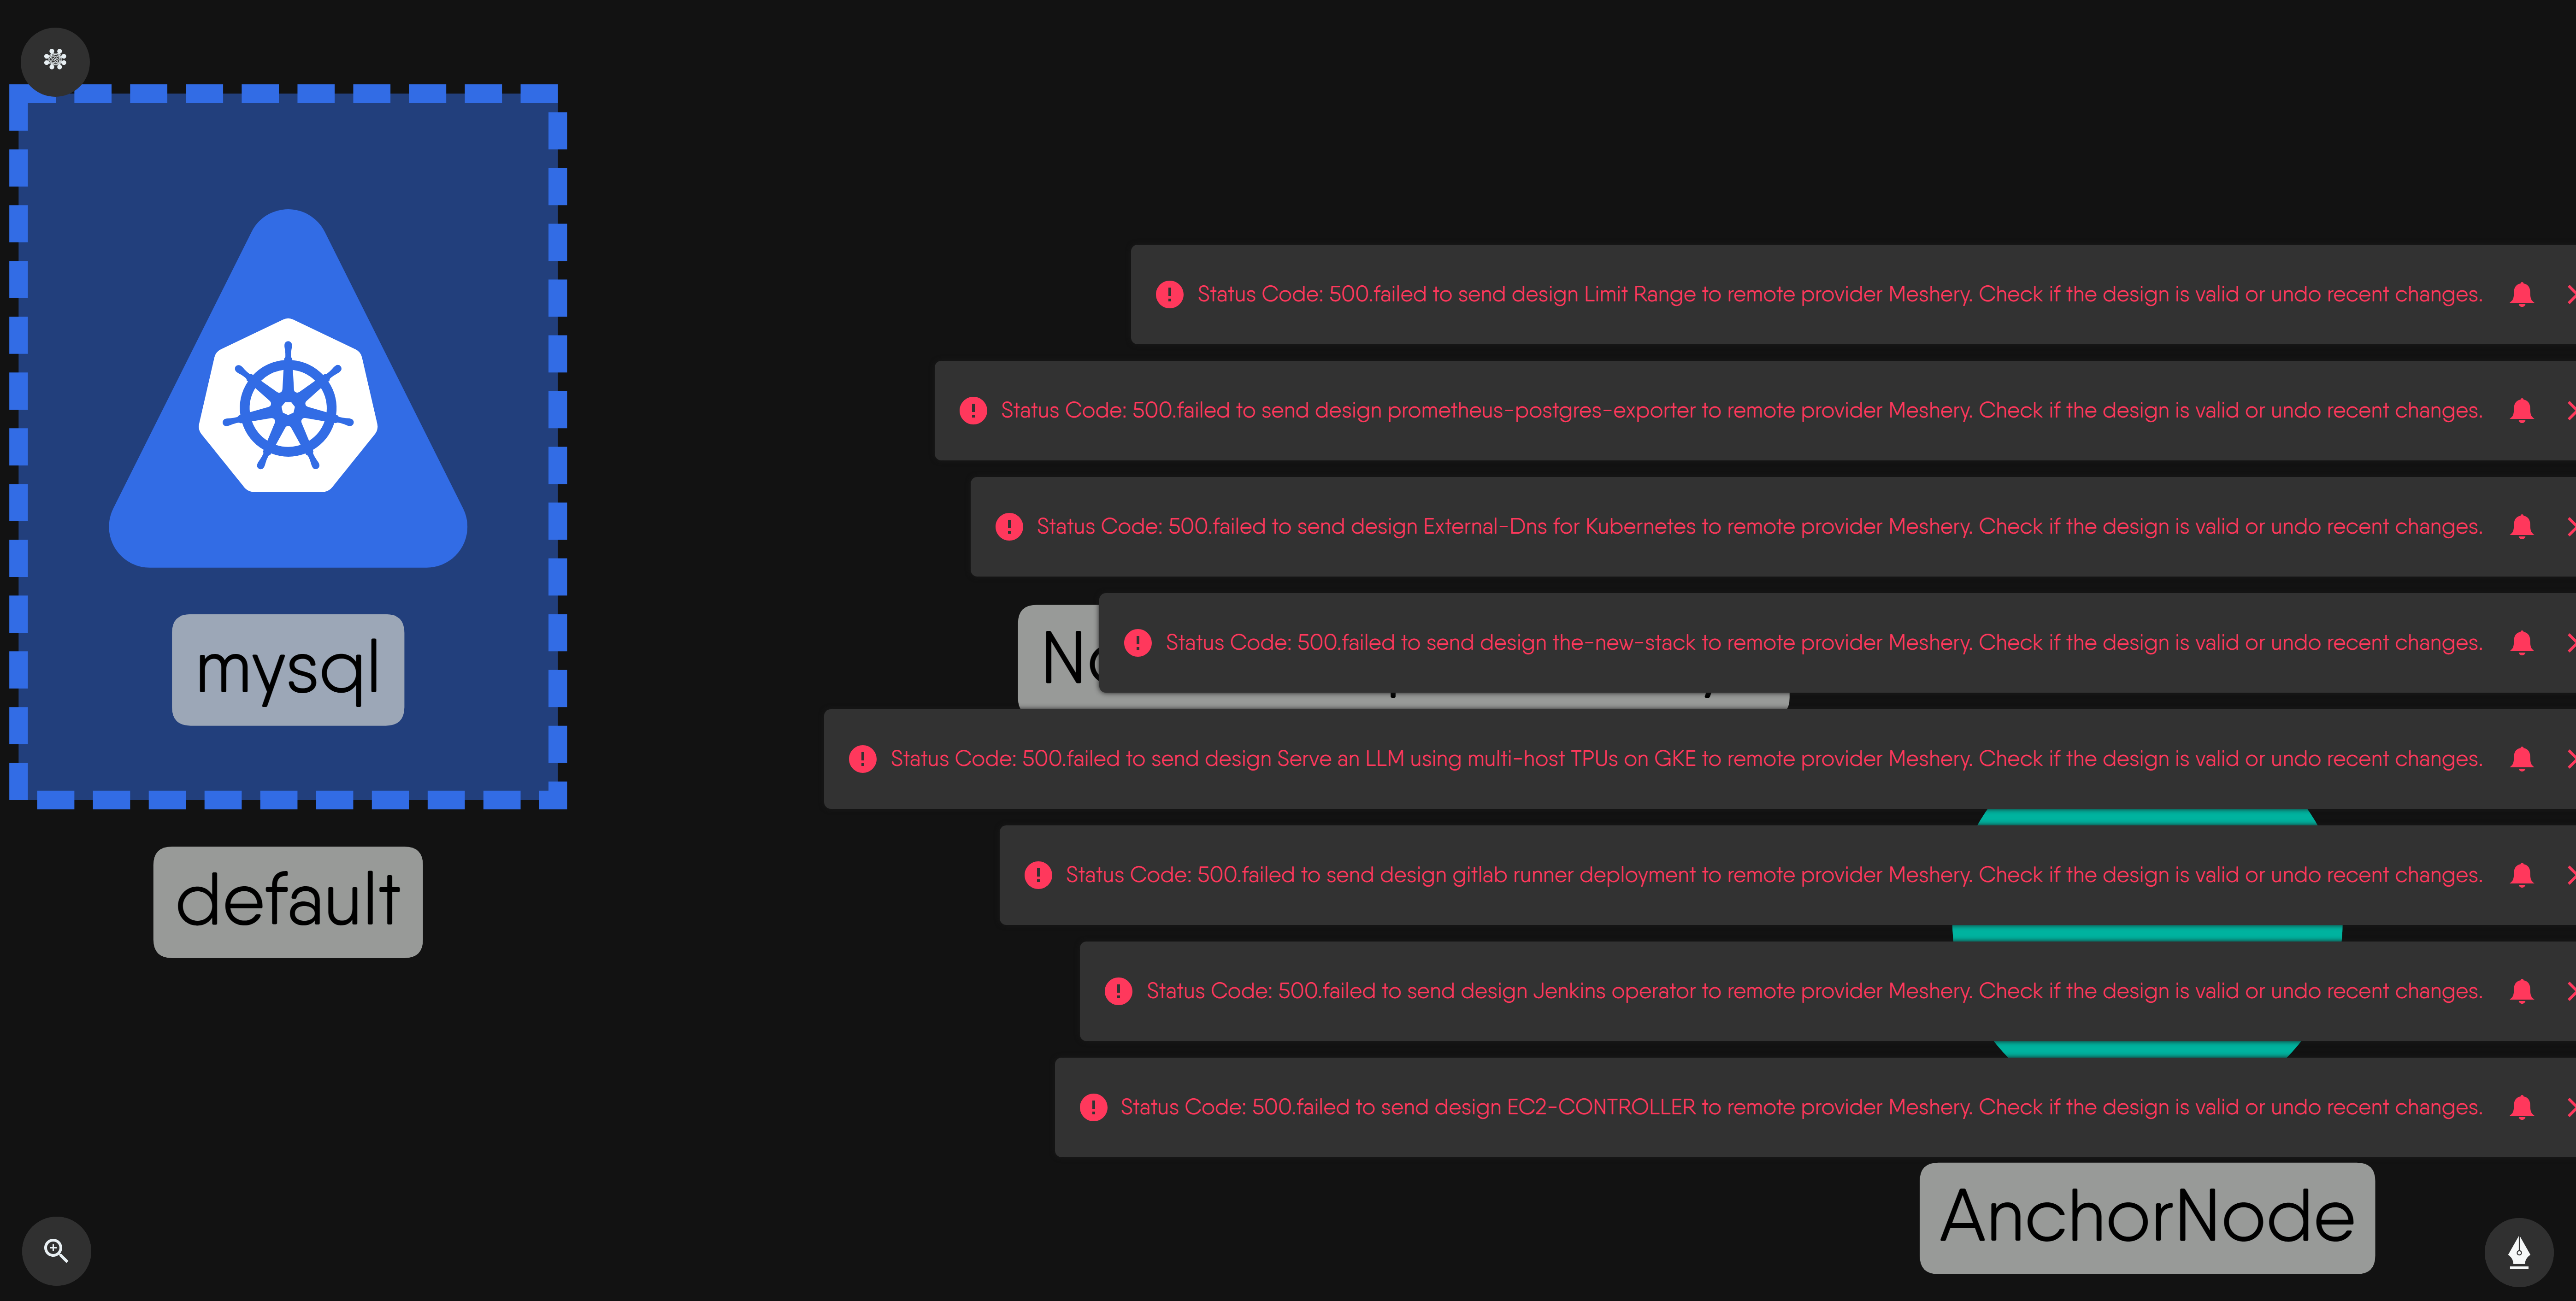 Status Code: 500.failed to send design Limit Range to remote provider Meshery. Check if the design is valid or undo recent changes.
Status Code: 500.failed to send design prometheus-postgres-exporter to remote provider Meshery. Check if the design is valid or undo recent changes.
Status Code: 500.failed to send design External-Dns for Kubernetes to remote provider Meshery. Check if the design is valid or undo recent changes.
Status Code: 500.failed to send design the-new-stack to remote provider Meshery. Check if the design is valid or undo recent changes.
mysql
Status Code: 500.failed to send design Serve an LLM using multi-host TPUs on GKE to remote provider Meshery. Check if the design is valid or undo recent changes.
Status Code: 500.failed to send design gitlab runner deployment to remote provider Meshery. Check if the design is valid or undo recent changes.
default
Status Code: 500.failed to send design Jenkins operator to remote provider Meshery. Check if the design is valid or undo recent changes.
Status Code: 500.failed to send design EC2-CONTROLLER to remote provider Meshery. Check if the design is valid or undo recent changes.
AnchorNode